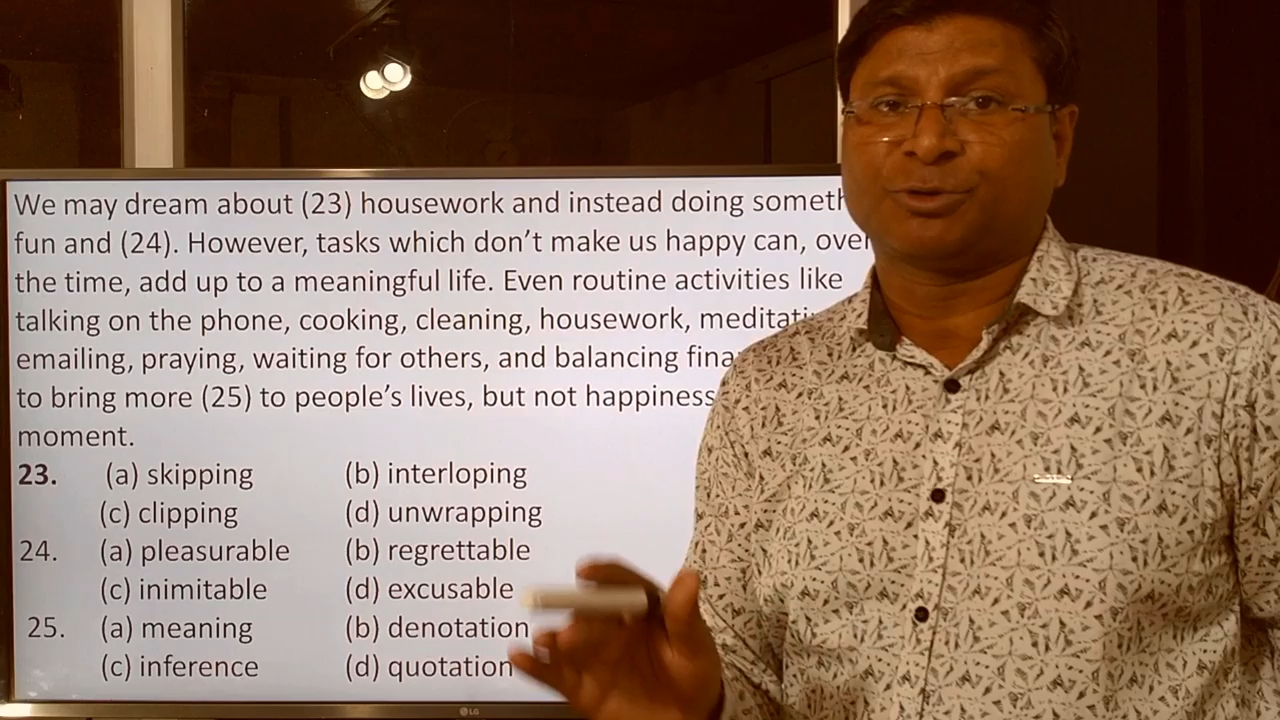 We may dream about (23) housework and instead doing
fun and (24). However, tasks which don't make us happy can, over
the time, add up to a meaningful life. Even routine activities like
talking on the phone, cooking, cleaning, housework,
emailing, praying, waiting for others, and balancing
to bring more (25) to people's lives, but not happiness
moment.
23. (a) skipping (b) interloping
(c) clipping (d) unwrapping
24. (a) pleasurable (b) regrettable
(c) inimitable (d) excusable
25. (a) meaning (b) denotation
(c) inference (d) quotation
LG